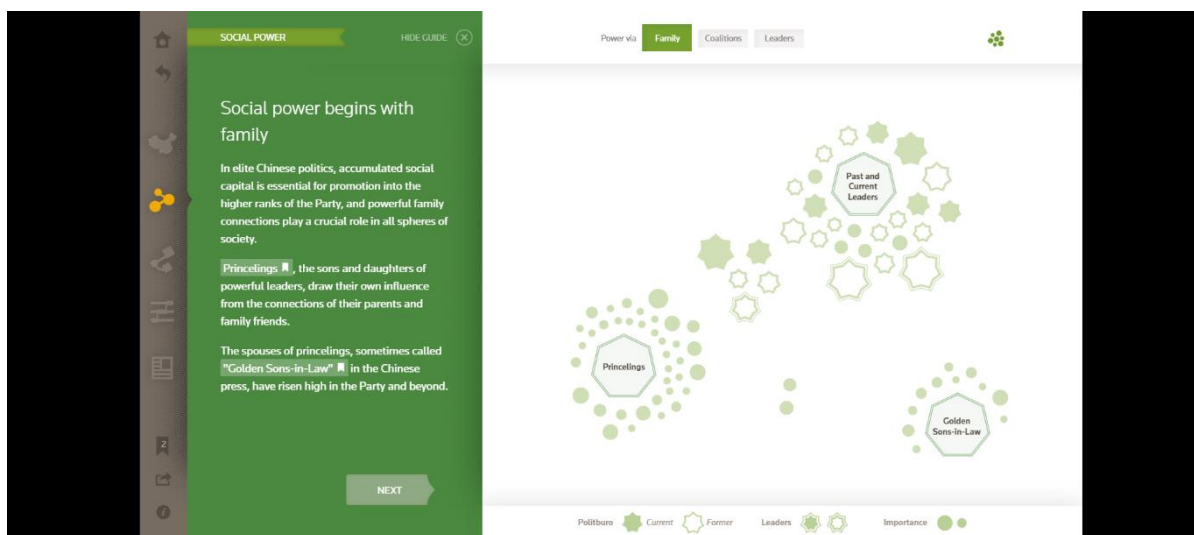 SOCIAL POWER
HIDE GUIDE
Social power begins with
family
In elite Chinese politics, accumulated social
capital is essential for promotion into the
higher ranks of the Party, and powerful family
connections play a crucial role in all spheres of
society.
Princelings , the sons and daughters of
powerful leaders, draw their own influence
from the connections of their parents and
family friends.
The spouses of princelings, sometimes called
"Golden Sons-in-Law" in the Chinese
press, have risen high in the Party and beyond.
NEXT
2
i
Power via Family Coalitions Leaders
Past and
Current
Leaders
Princelings
Golden
Sons-in-Law
Politburo Current Former Leaders Importance